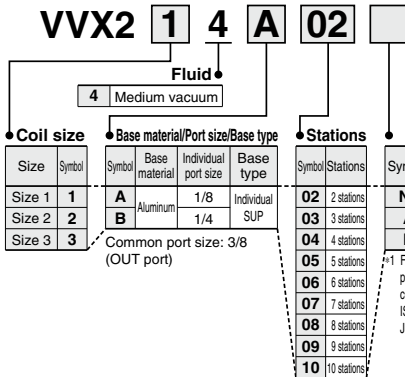 VVX2 1 4 A 02
Fluid
4 Medium vacuum
Coil size
Size Symbol
Size 1 1
Size 2 2
Size 3 3
Base material/Port size/Base type
Symbol Base material Individual port size Base type
A Aluminum 1/8 Individual SUP
B 1/4
Common port size: 3/8
(OUT port)
Stations
Symbol Stations
02 2 stations
03 3 stations
04 4 stations
05 5 stations
06 6 stations
07 7 stations
08 8 stations
09 9 stations
10 10 stations